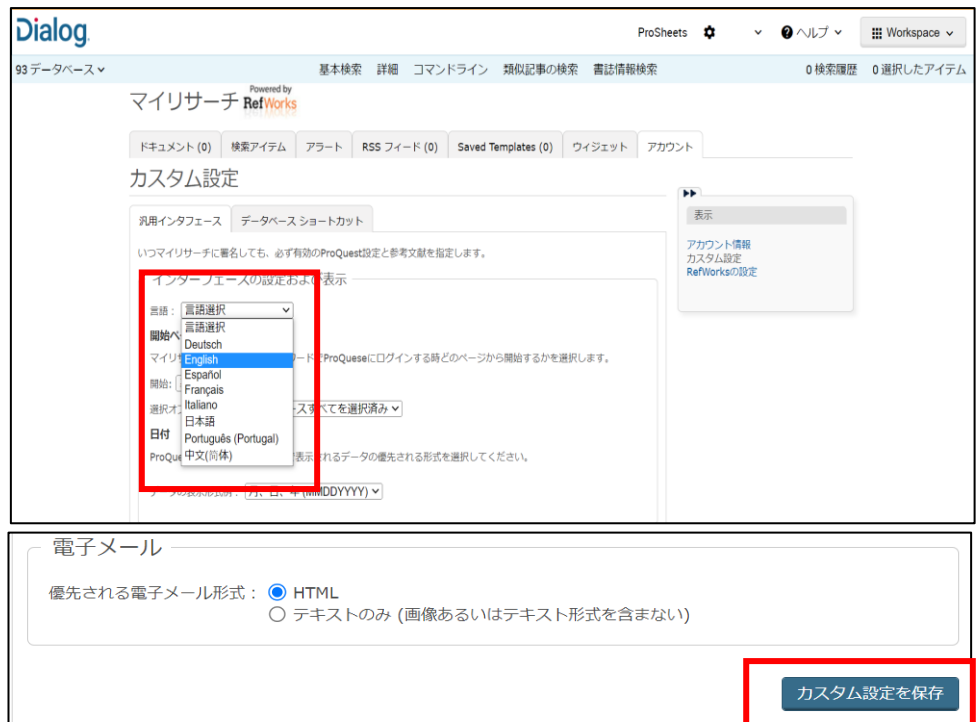 Dialog
ProSheets ヘルプ Workspace
93 データベース 基本検索 詳細 コマンドライン 類似記事の検索 書誌情報検索 0 検索履歴 0 選択したアイテム
マイリサーチ Powered by RefWorks
ドキュメント (0) 検索アイテム アラート RSS フィード (0) Saved Templates (0) ウィジェット アカウント
カスタム設定
表示
アカウント情報
カスタム設定
RefWorksの設定
汎用インタフェース データベース ショートカット
いつマイリサーチに署名しても、必ず有効のProQuest設定と参考文献を指定します。
インターフェースの設定および表示
言語： 言語選択
言語選択
Deutsch
English
Español
Français
Italiano
日本語
Português (Portugal)
中文(简体)
開始ペ
マイリ ードでProQueseにログインする時どのページから開始するかを選択します。
開始:
選択オ スすべてを選択済み
日付
ProQue 表示されるデータの優先される形式を選択してください。
月、日、年 (MMDDYYYY)
電子メール
優先される電子メール形式： HTML
テキストのみ (画像あるいはテキスト形式を含まない)
カスタム設定を保存